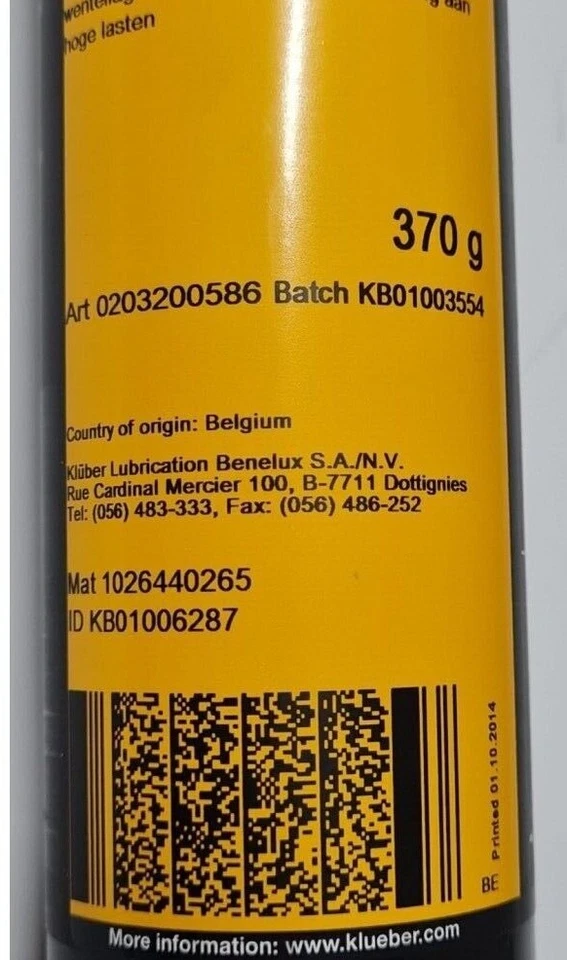 aan
hoge lasten
370 g
Art 0203200586 Batch KB01003554
Country of origin: Belgium
Klüber Lubrication Benelux S.A./N.V.
Rue Cardinal Mercier 100, B-7711 Dottignies
Tel: (056) 483-333, Fax: (056) 486-252
Mat 1026440265
ID KB01006287
Printed 01.10.2014
BE
More information: www.klueber.com